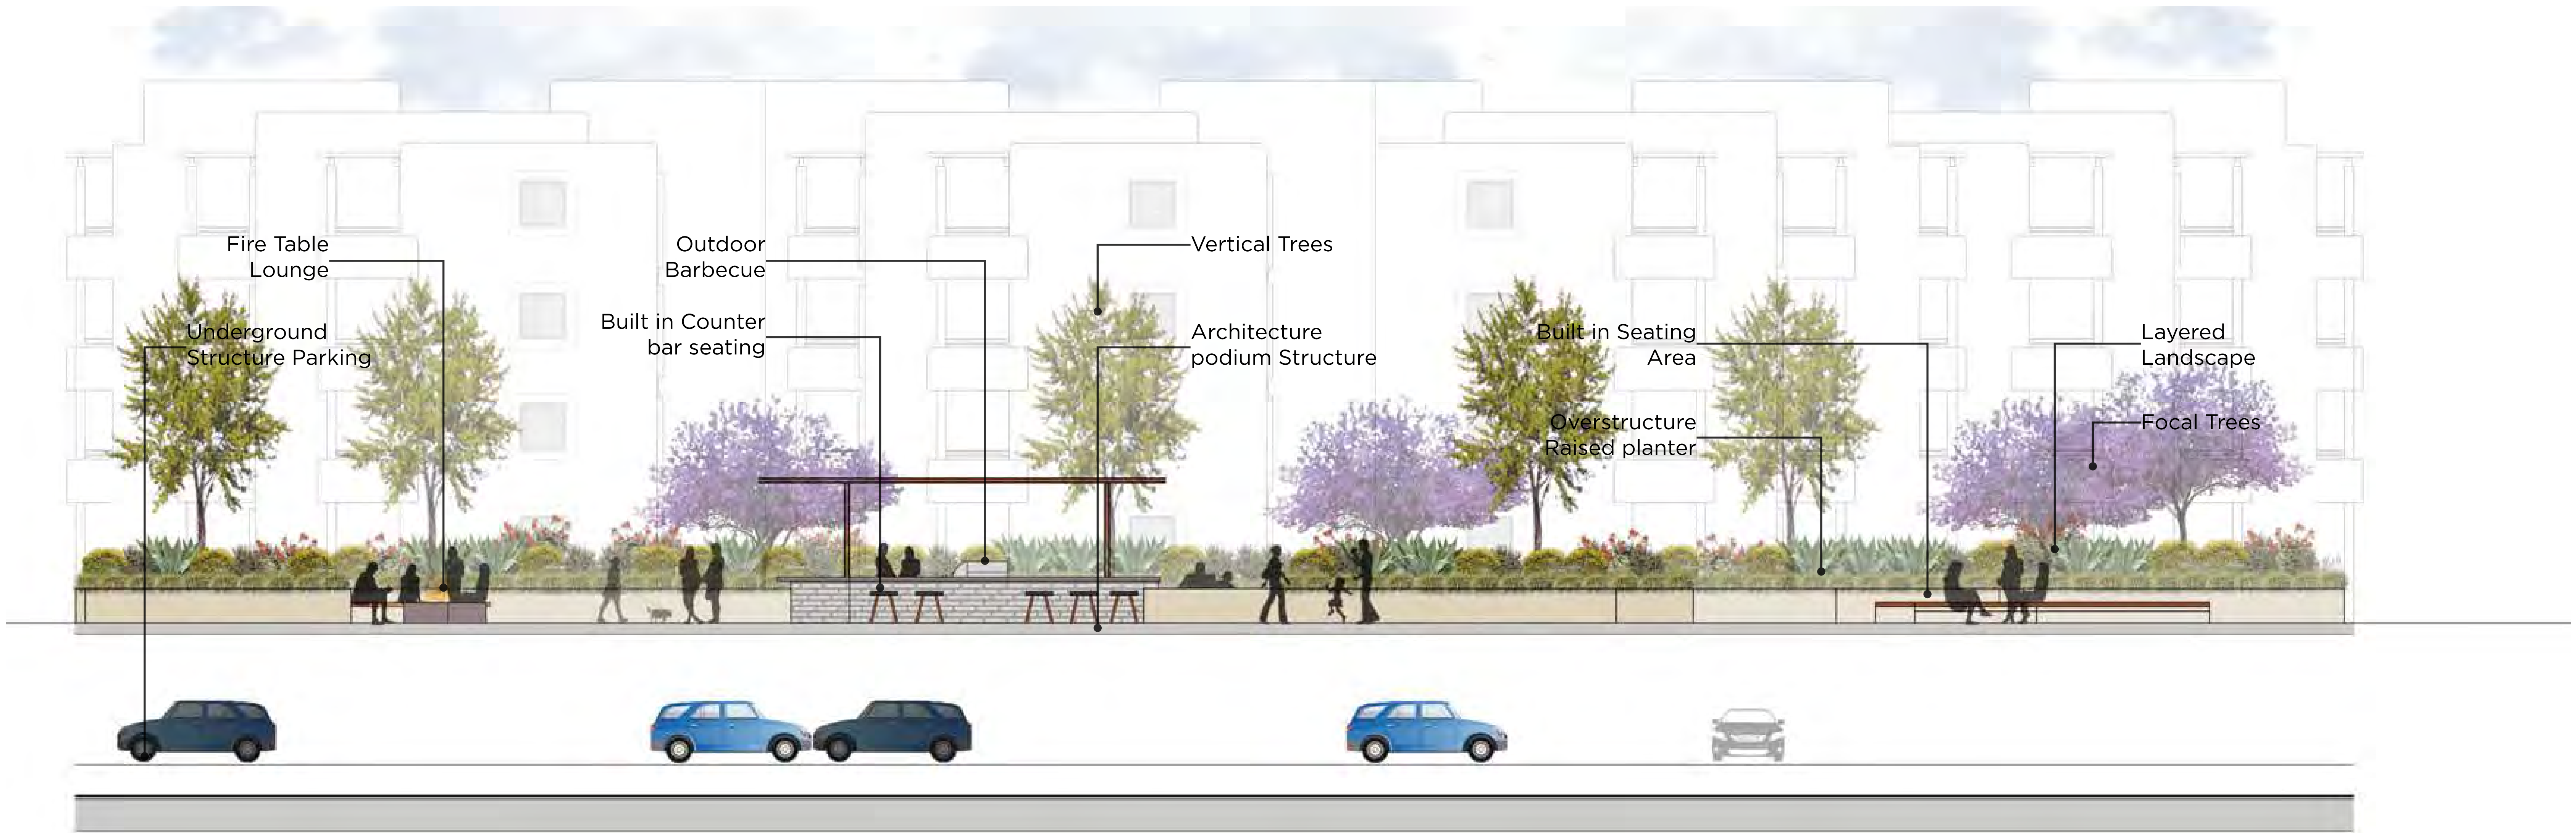 Fire Table
Lounge
Outdoor
Barbecue
Vertical Trees
Underground
Structure Parking
Built in Counter
bar seating
Architecture
podium Structure
Built in Seating
Area
Layered
Landscape
Overstructure
Raised planter
Focal Trees